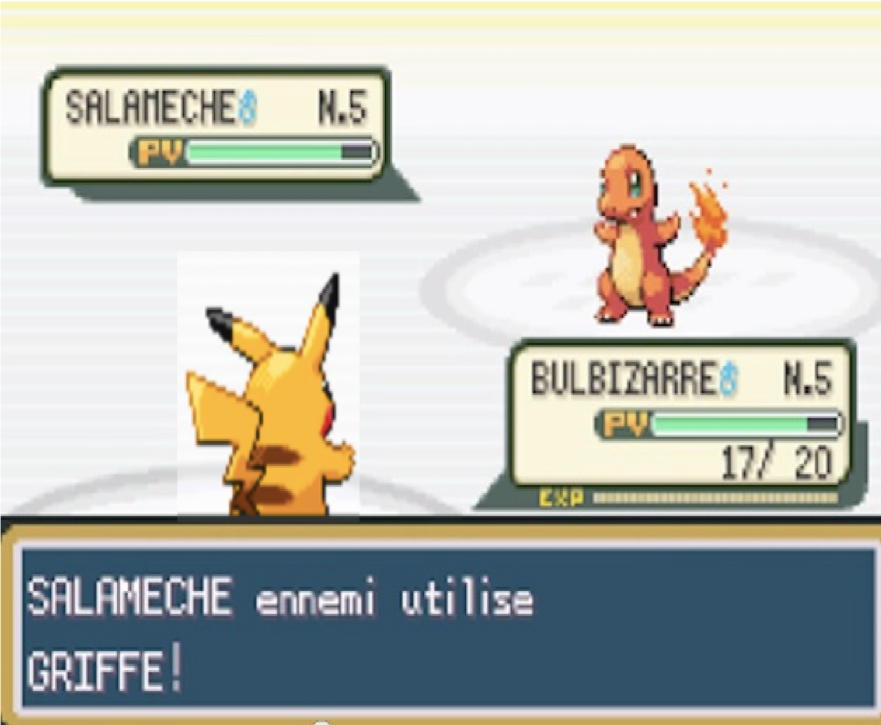 SALAMECHE♂ N.5
PV
BULBIZARRE♂ N.5
PV
17/ 20
EXP
SALAMECHE ennemi utilise
GRIFFE!